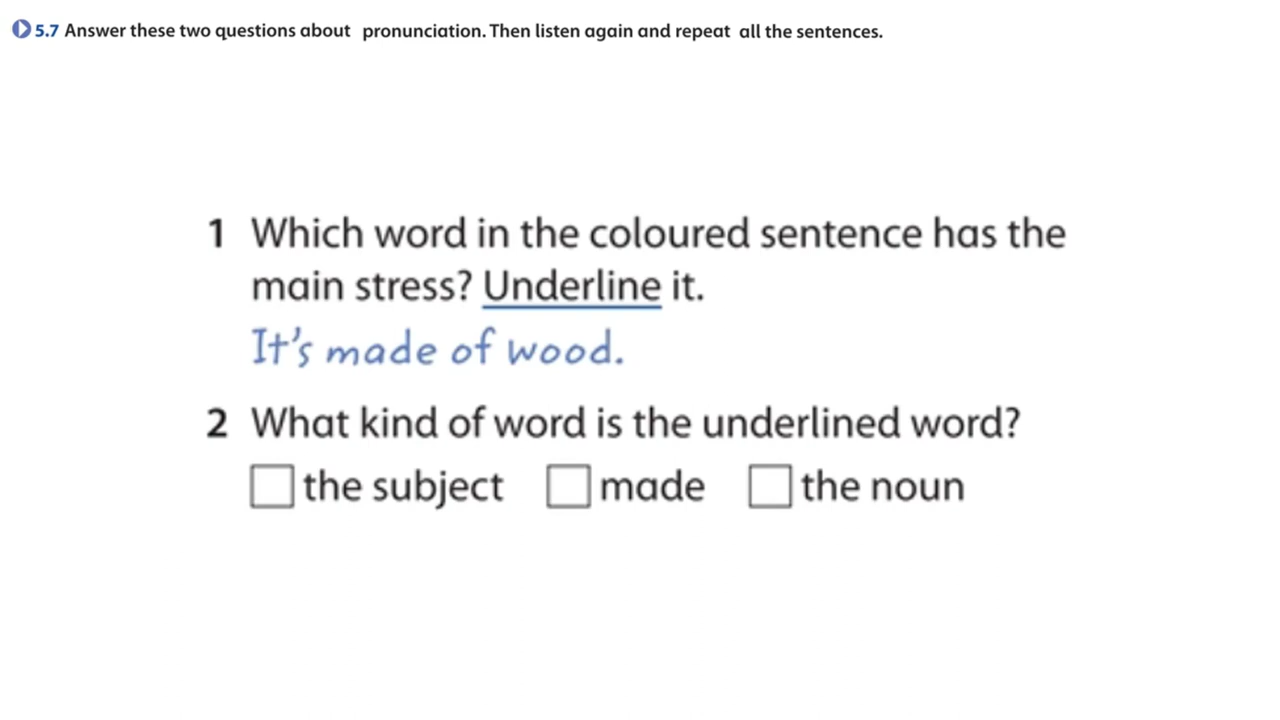 5.7 Answer these two questions about pronunciation. Then listen again and repeat all the sentences.
1 Which word in the coloured sentence has the
main stress? Underline it.
It's made of wood.
2 What kind of word is the underlined word?
the subject made the noun